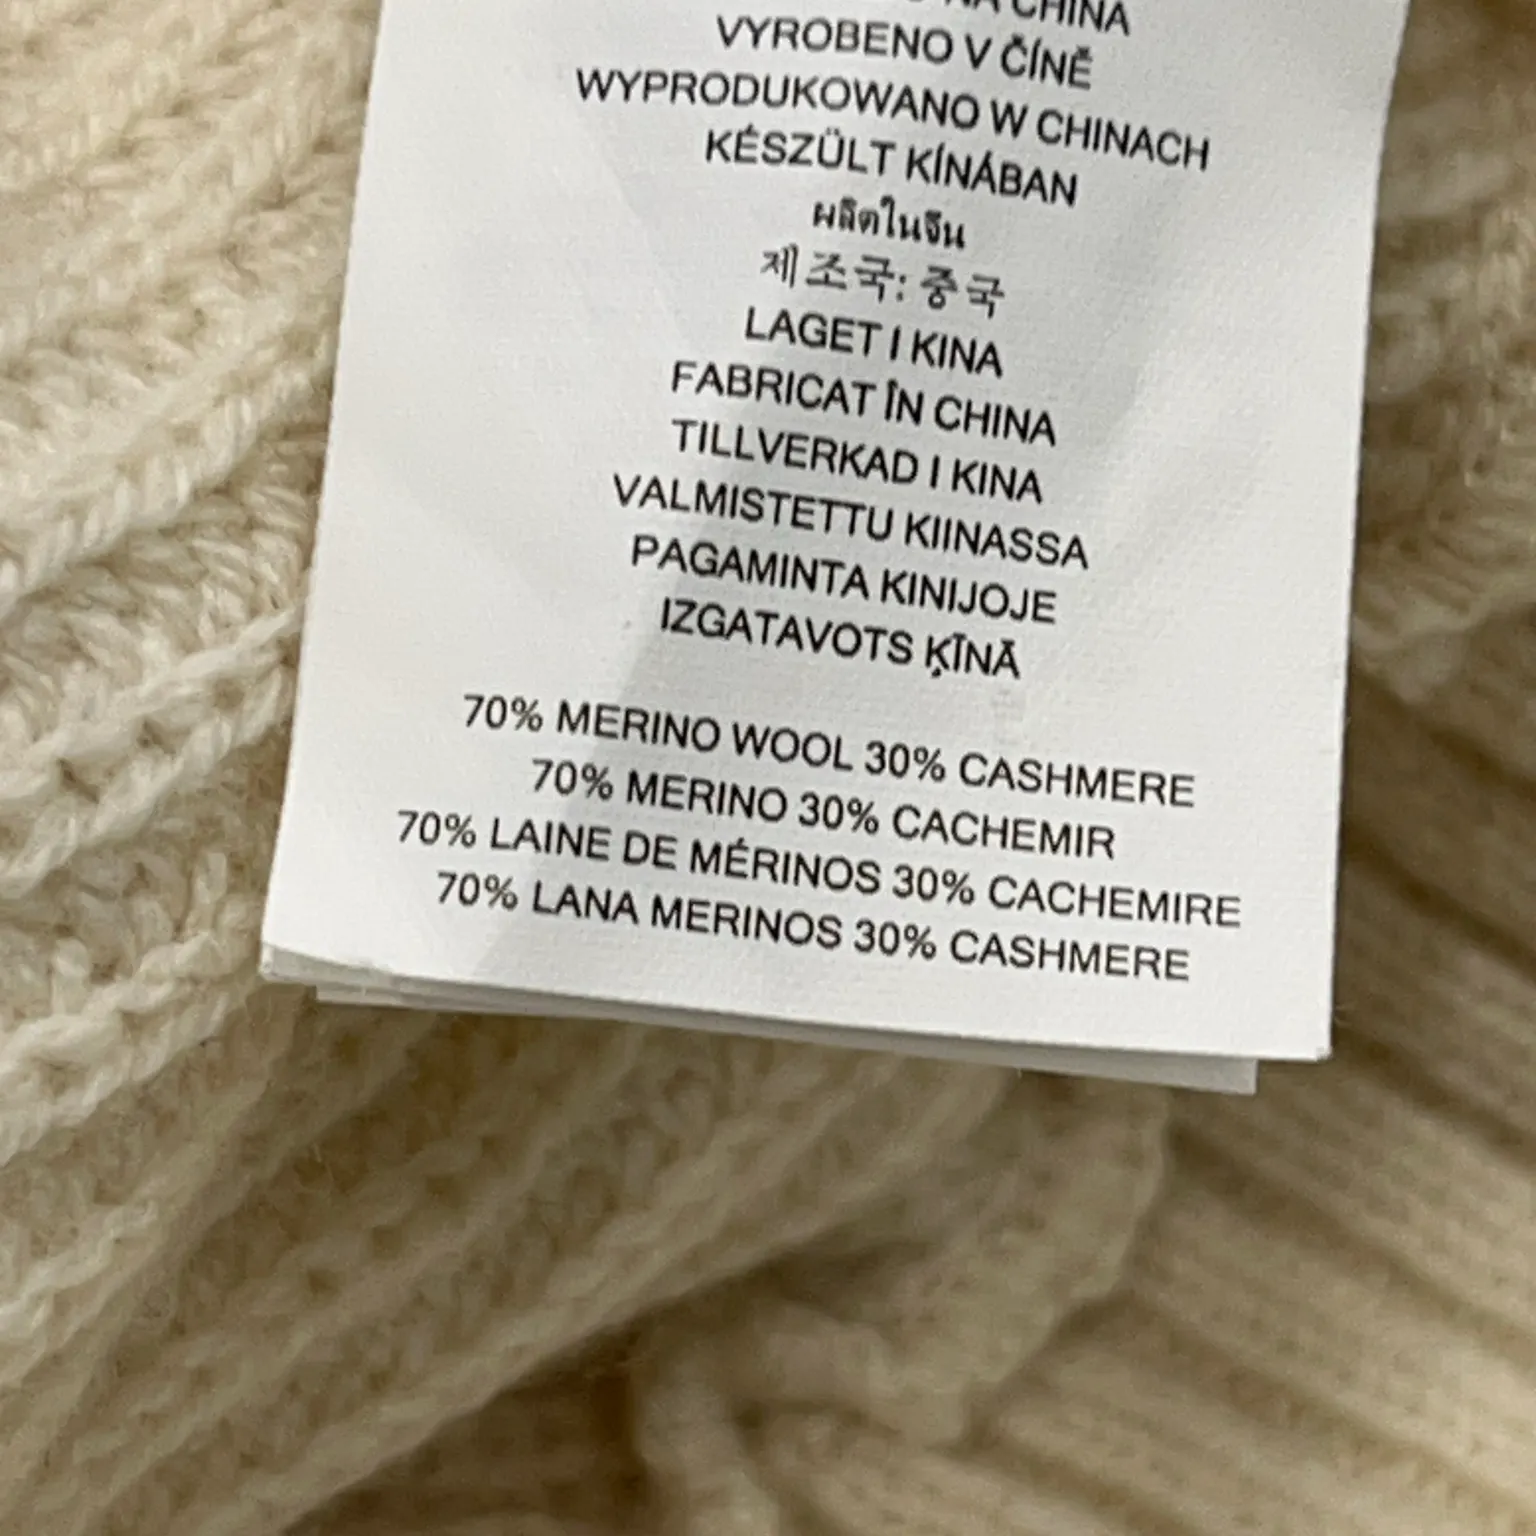 NA CHINA
VYROBENO V ČÍNĚ
WYPRODUKOWANO W CHINACH
KÉSZÜLT KÍNÁBAN
ผลิตในจีน
제조국: 중국
LAGET I KINA
FABRICAT ÎN CHINA
TILLVERKAD I KINA
VALMISTETTU KIINASSA
PAGAMINTA KINIJOJE
IZGATAVOTS ĶĪNĀ
70% MERINO WOOL 30% CASHMERE
70% MERINO 30% CACHEMIR
70% LAINE DE MÉRINOS 30% CACHEMIRE
70% LANA MERINOS 30% CASHMERE